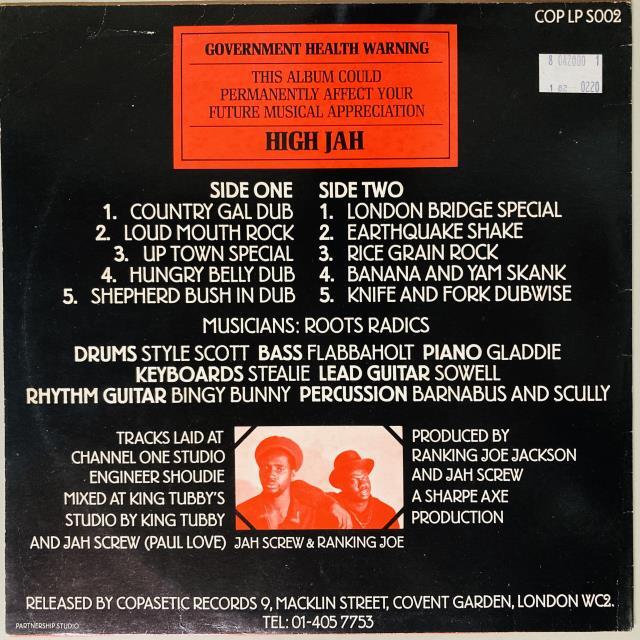 COP LP S002
8 042000 1
1 82 0220
GOVERNMENT HEALTH WARNING
THIS ALBUM COULD
PERMANENTLY AFFECT YOUR
FUTURE MUSICAL APPRECIATION
HIGH JAH
SIDE ONE
1. COUNTRY GAL DUB
2. LOUD MOUTH ROCK
3. UP TOWN SPECIAL
4. HUNGRY BELLY DUB
5. SHEPHERD BUSH IN DUB
SIDE TWO
1. LONDON BRIDGE SPECIAL
2. EARTHQUAKE SHAKE
3. RICE GRAIN ROCK
4. BANANA AND YAM SKANK
5. KNIFE AND FORK DUBWISE
MUSICIANS: ROOTS RADICS
DRUMS STYLE SCOTT BASS FLABBAHOLT PIANO GLADDIE
KEYBOARDS STEALIE LEAD GUITAR SOWELL
RHYTHM GUITAR BINGY BUNNY PERCUSSION BARNABUS AND SCULLY
TRACKS LAID AT
CHANNEL ONE STUDIO
ENGINEER SHOUDIE
MIXED AT KING TUBBY'S
STUDIO BY KING TUBBY
AND JAH SCREW (PAUL LOVE)
JAH SCREW & RANKING JOE
PRODUCED BY
RANKING JOE JACKSON
AND JAH SCREW
A SHARPE AXE
PRODUCTION
RELEASED BY COPASETIC RECORDS 9, MACKLIN STREET, COVENT GARDEN, LONDON WC2.
TEL: 01-405 7753
PARTNERSHIP STUDIO